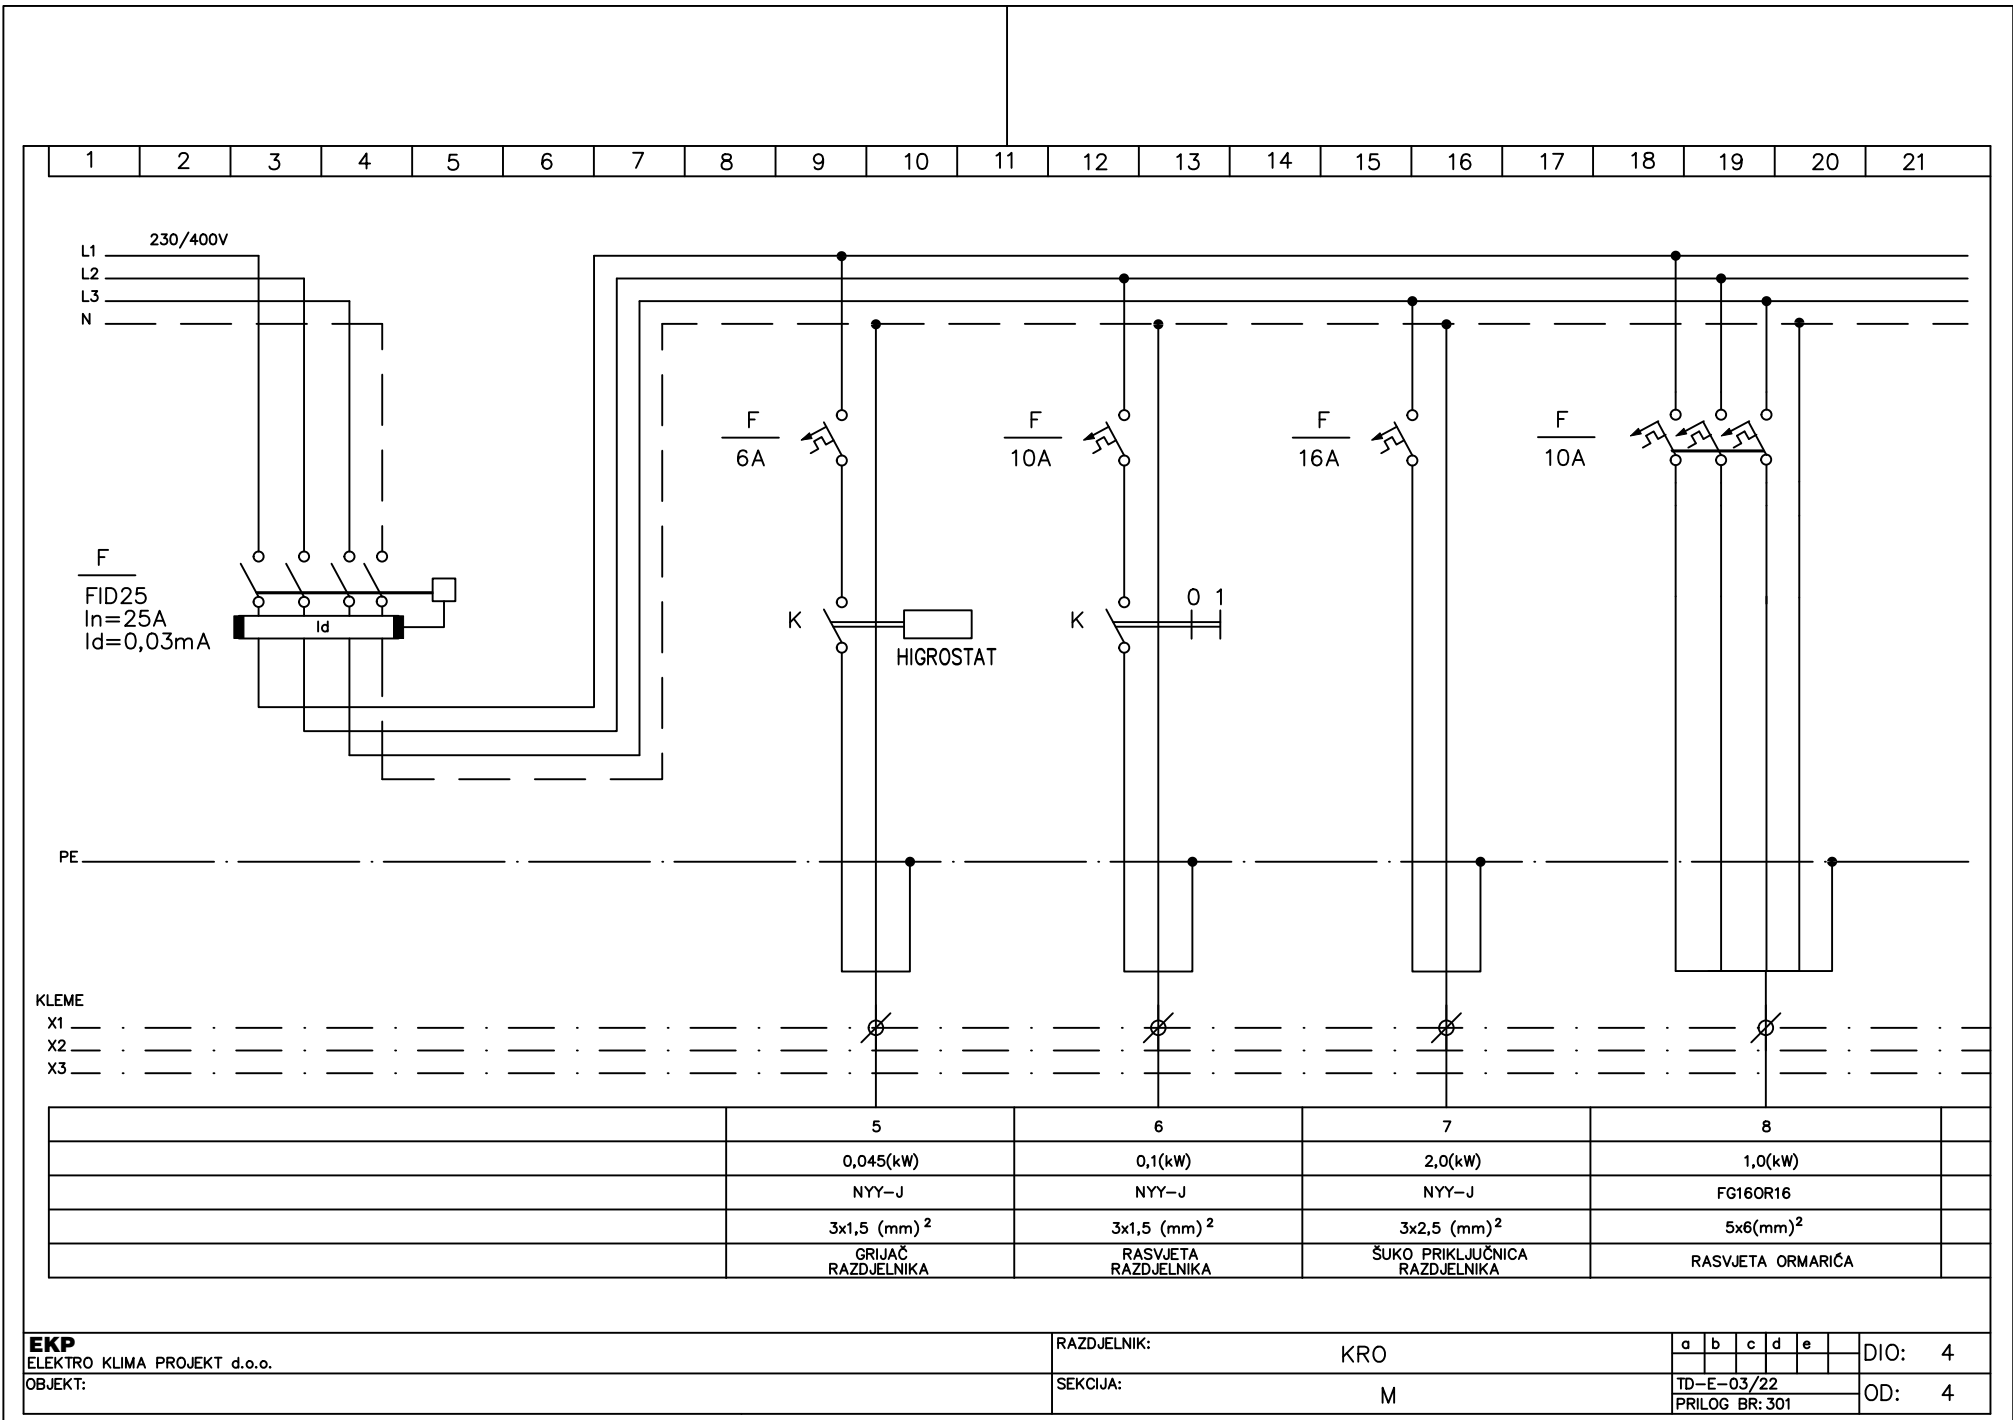 1 2 3 4 5 6 7 8 9 10 11 12 13 14 15 16 17 18 19 20 21
230/400V
L1
L2
L3
N
F
6A
F
10A
F
16A
F
10A
F
FID25
In=25A
Id=0,03mA
Id
K
HIGROSTAT
K
0 1
PE
KLEME
X1
X2
X3
5 6 7 8
0,045(kW) 0,1(kW) 2,0(kW) 1,0(kW)
NYY-J NYY-J NYY-J FG16OR16
3x1,5 (mm)² 3x1,5 (mm)² 3x2,5 (mm)² 5x6(mm)²
GRIJAČ
RAZDJELNIKA
RASVJETA
RAZDJELNIKA
ŠUKO PRIKLJUČNICA
RAZDJELNIKA
RASVJETA ORMARIĆA
EKP
ELEKTRO KLIMA PROJEKT d.o.o.
OBJEKT:
RAZDJELNIK: KRO
SEKCIJA: M
a b c d e
TD-E-03/22
PRILOG BR: 301
DIO: 4
OD: 4